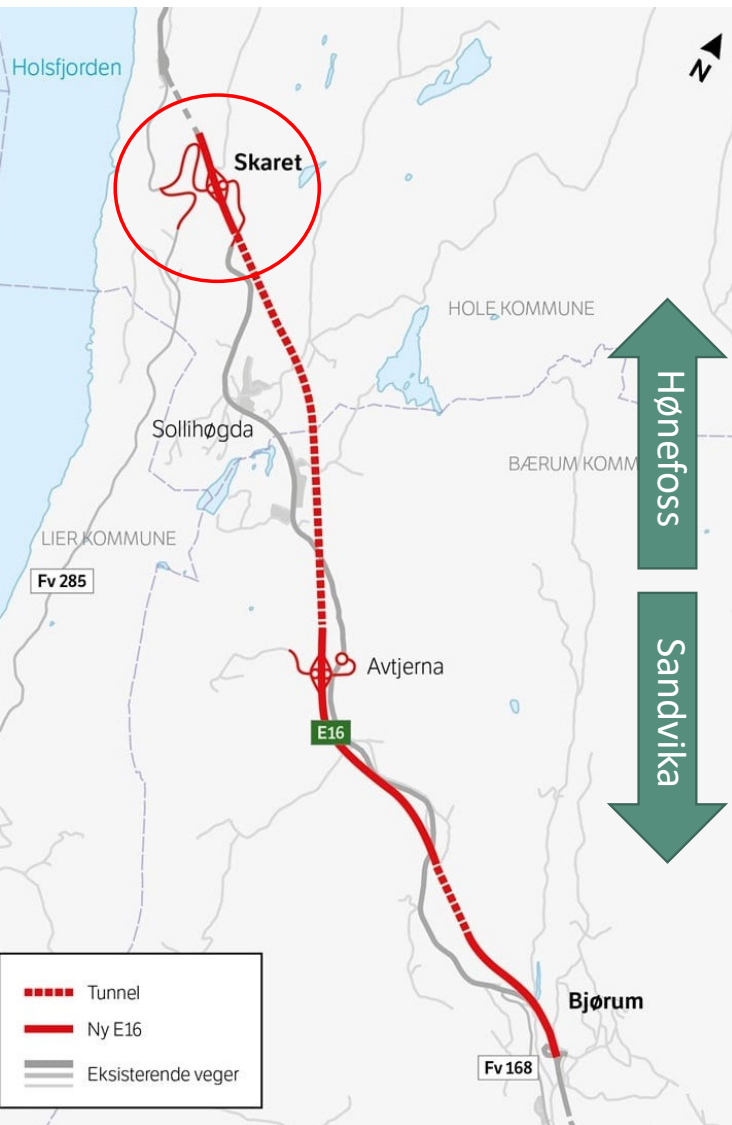 Holsfjorden
N
Skaret
HOLE KOMMUNE
Hønefoss
Sollihøgda
BÆRUM KOMM
LIER KOMMUNE
Fv 285
Sandvika
Avtjerna
E16
Tunnel
Ny E16
Eksisterende veger
Bjørum
Fv 168